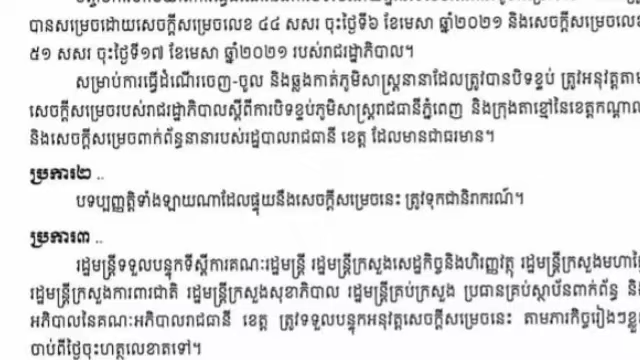 បានសម្រេចដោយសេចក្តីសម្រេចលេខ ៤៤ សសរ ចុះថ្ងៃទី៦ ខែមេសា ឆ្នាំ២០២១ និងសេចក្តីសម្រេចលេខ
៥១ សសរ ចុះថ្ងៃទី១៧ ខែមេសា ឆ្នាំ២០២១ របស់រាជរដ្ឋាភិបាល។
សម្រាប់ការធ្វើដំណើរចេញ-ចូល និងឆ្លងកាត់ភូមិសាស្ត្រនានាដែលត្រូវបានបិទខ្ទប់ ត្រូវអនុវត្តតាម
សេចក្តីសម្រេចរបស់រាជរដ្ឋាភិបាលស្តីពីការបិទខ្ទប់ភូមិសាស្ត្ររាជធានីភ្នំពេញ និងក្រុងតាខ្មៅនៃខេត្តកណ្តាល
និងសេចក្តីសម្រេចពាក់ព័ន្ធនានារបស់រដ្ឋបាលរាជធានី ខេត្ត ដែលមានជាធរមាន។
ប្រការ២ ..
បទប្បញ្ញត្តិទាំងឡាយណាដែលផ្ទុយនឹងសេចក្តីសម្រេចនេះ ត្រូវទុកជានិរាករណ៍។
ប្រការ៣ ..
រដ្ឋមន្ត្រីទទួលបន្ទុកទីស្តីការគណៈរដ្ឋមន្ត្រី រដ្ឋមន្ត្រីក្រសួងសេដ្ឋកិច្ចនិងហិរញ្ញវត្ថុ រដ្ឋមន្ត្រីក្រសួងមហាផ្ទៃ
រដ្ឋមន្ត្រីក្រសួងការពារជាតិ រដ្ឋមន្ត្រីក្រសួងសុខាភិបាល រដ្ឋមន្ត្រីគ្រប់ក្រសួង ប្រធានគ្រប់ស្ថាប័នពាក់ព័ន្ធ និង
អភិបាលនៃគណៈអភិបាលរាជធានី ខេត្ត ត្រូវទទួលបន្ទុកអនុវត្តសេចក្តីសម្រេចនេះ តាមភារកិច្ចរៀងៗខ្លួន
ចាប់ពីថ្ងៃចុះហត្ថលេខាតទៅ។